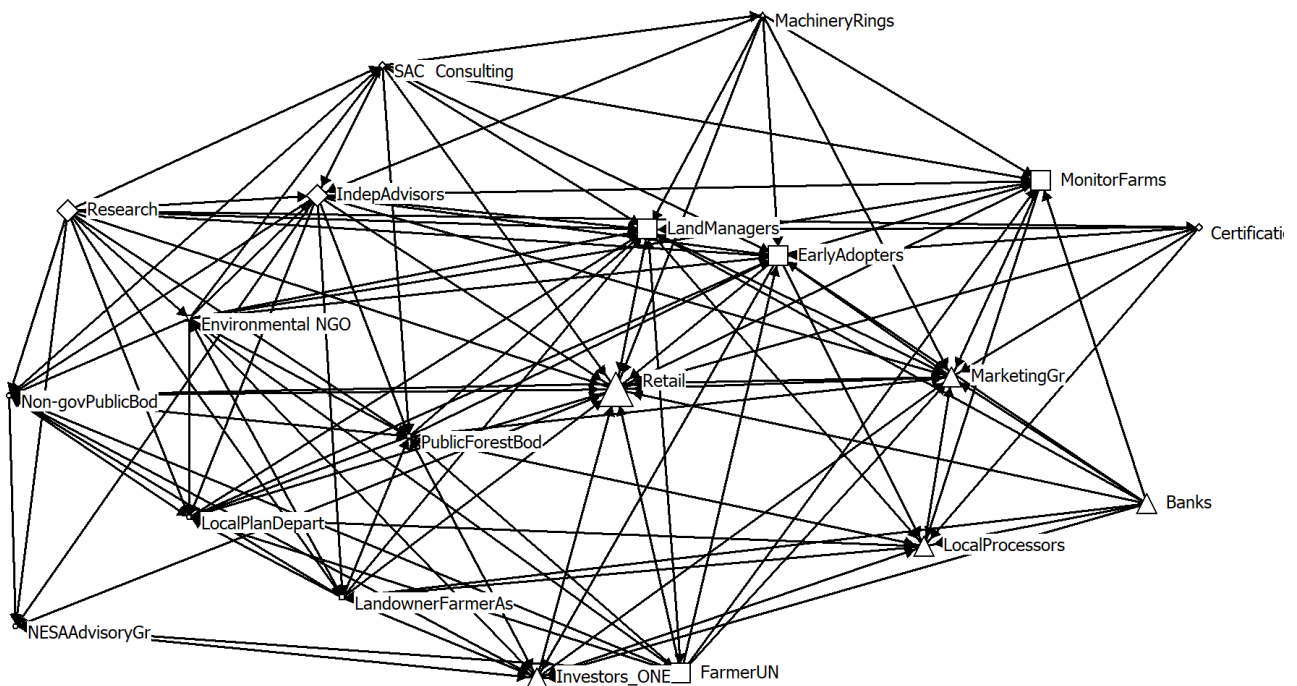 MachineryRings
SAC Consulting
MonitorFarms
IndepAdvisors
Research
LandManagers
Certificati
EarlyAdopters
Environmental NGO
MarketingGr
Retail
Non-govPublicBod
PublicForestBod
Banks
LocalPlanDepart
LocalProcessors
LandownerFarmerAs
NESAAdvisoryGr
FarmerUN
Investors_ONE